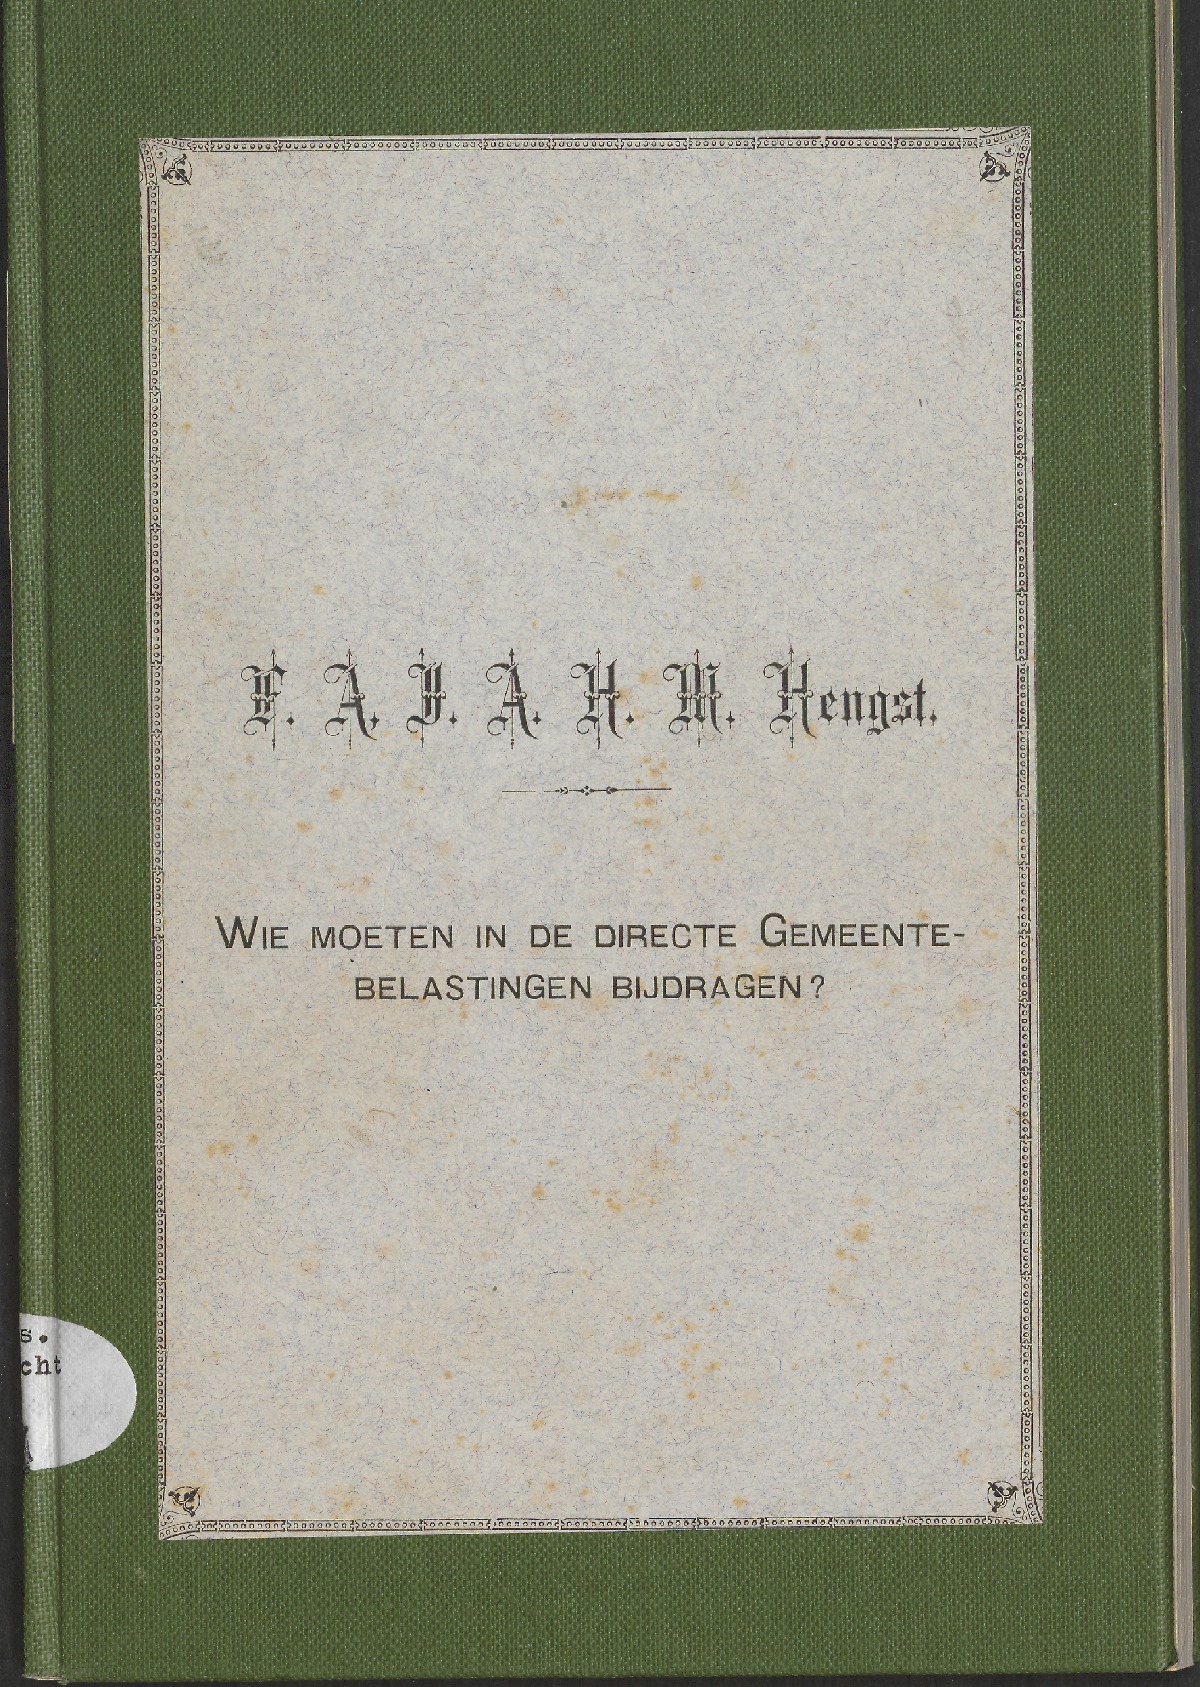 F. A. J. A. H. M. Hengst.
WIE MOETEN IN DE DIRECTE GEMEENTE-
BELASTINGEN BIJDRAGEN?
s.
cht